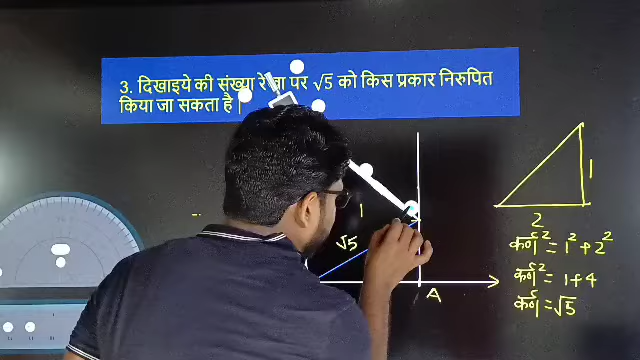 3. दिखाइये की संख्या रेखा पर √5 को किस प्रकार निरुपित
किया जा सकता है |
1
√5
A
1
2
कर्ण² = 1² + 2²
कर्ण² = 1+4
कर्ण = √5